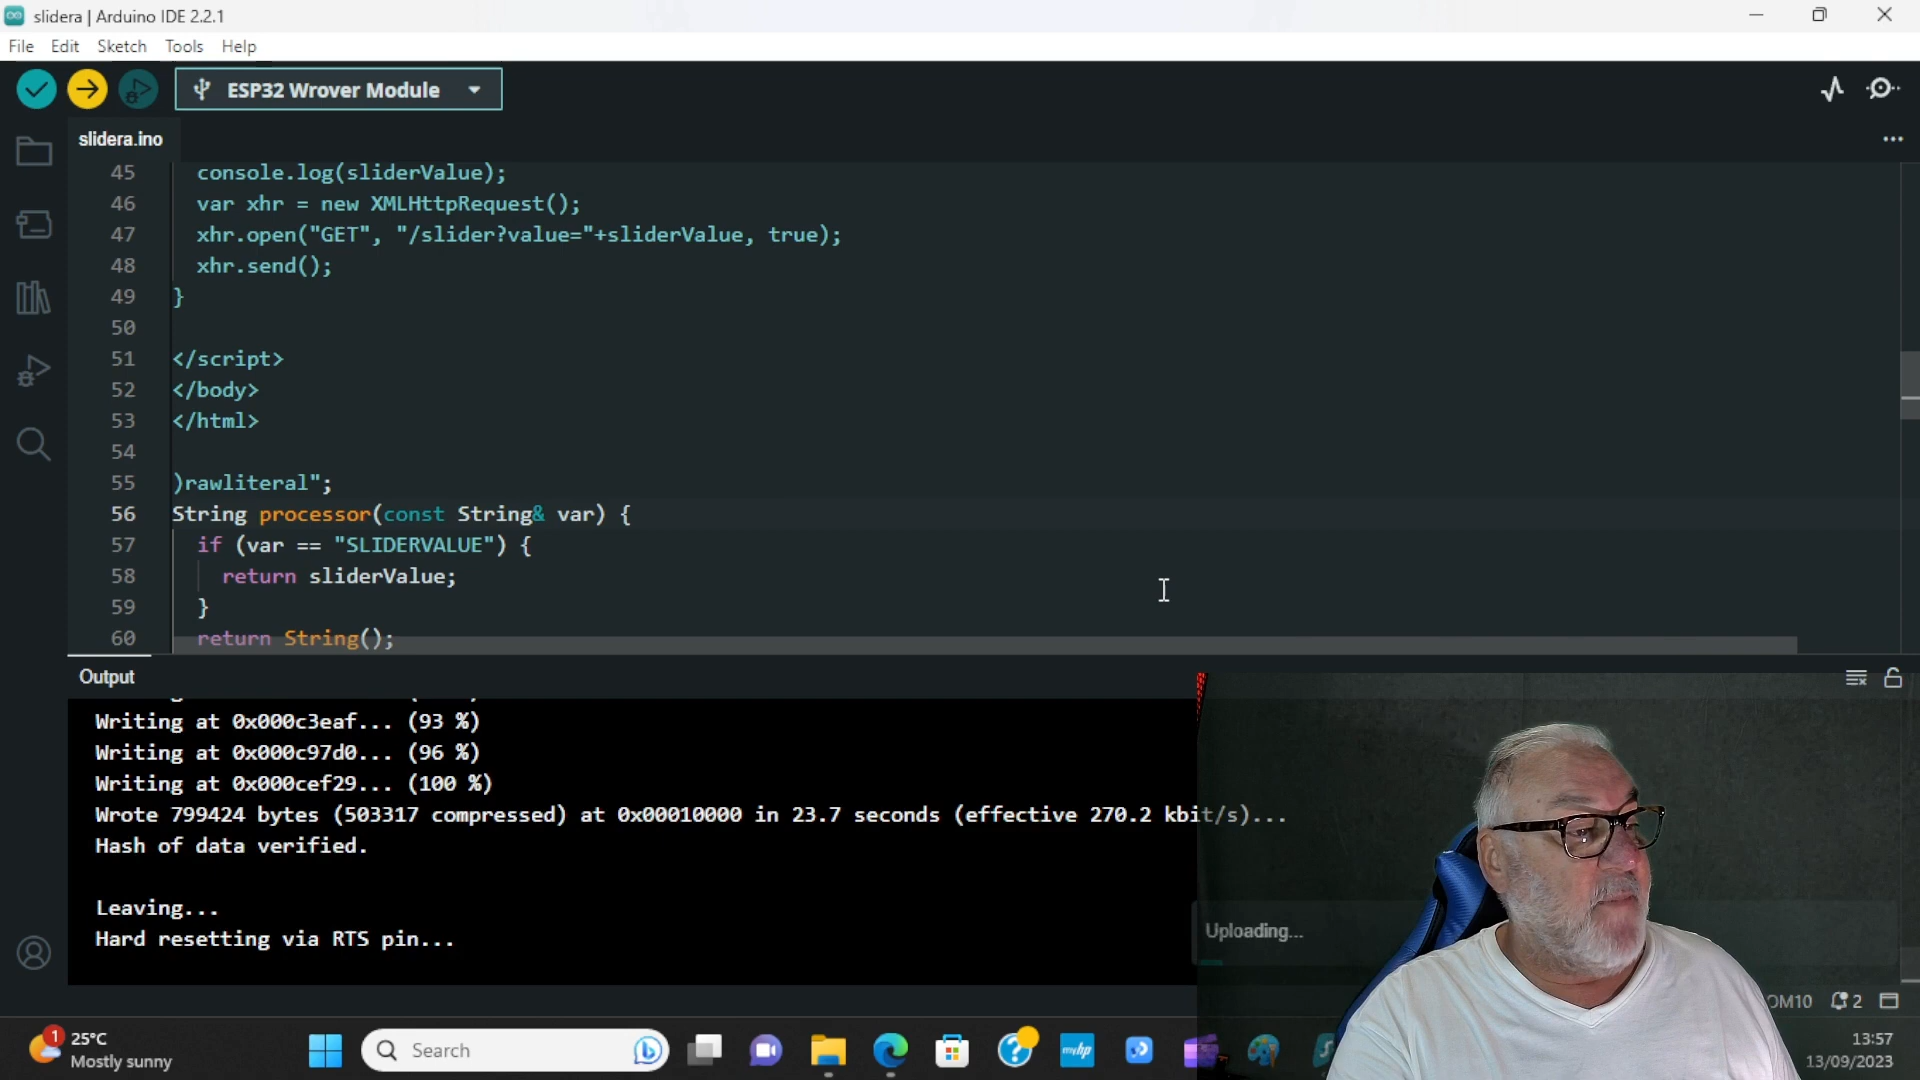 slidera | Arduino IDE 2.2.1
File Edit Sketch Tools Help
ESP32 Wrover Module
slidera.ino
45 console.log(sliderValue);
46 var xhr = new XMLHttpRequest();
47 xhr.open("GET", "/slider?value="+sliderValue, true);
48 xhr.send();
49 }
50
51 </script>
52 </body>
53 </html>
54
55 )rawliteral";
56 String processor(const String& var) {
57 if (var == "SLIDERVALUE") {
58 return sliderValue;
59 }
60 return String();
Output
Writing at 0x000c3eaf... (93 %)
Writing at 0x000c97d0... (96 %)
Writing at 0x000cef29... (100 %)
Wrote 799424 bytes (503317 compressed) at 0x00010000 in 23.7 seconds (effective 270.2 kbit/s)...
Hash of data verified.
Leaving...
Hard resetting via RTS pin...
Uploading...
OM10 2
1 25°C
Mostly sunny
Search
myhp
13:57
13/09/2023